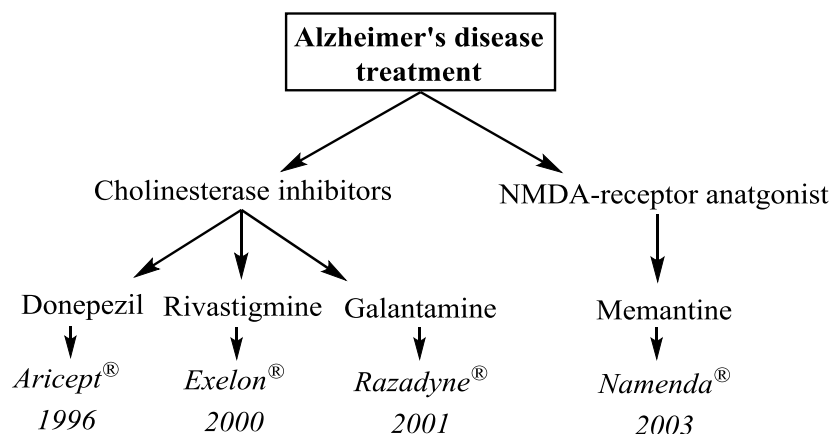 Alzheimer's disease
treatment
Cholinesterase inhibitors
NMDA-receptor anatgonist
Donepezil
Rivastigmine
Galantamine
Memantine
Aricept®
Exelon®
Razadyne®
Namenda®
1996
2000
2001
2003